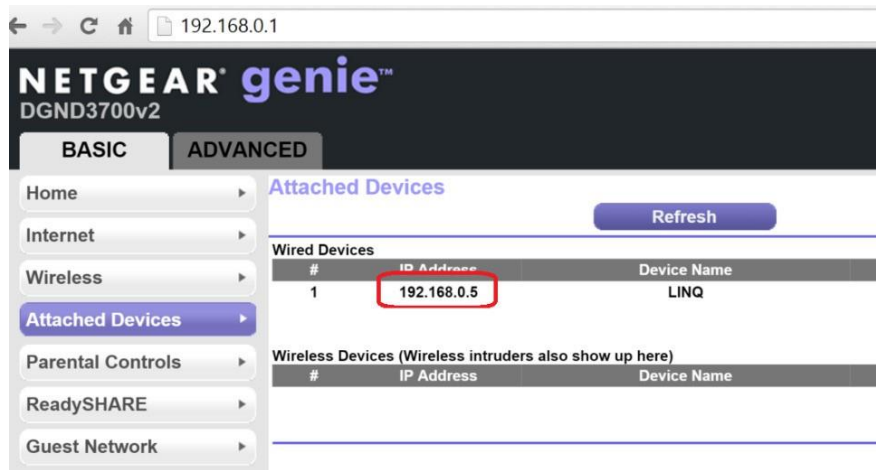 192.168.0.1
NETGEAR® genie™
DGND3700v2
BASIC ADVANCED
Home
Internet
Wireless
Attached Devices
Parental Controls
ReadySHARE
Guest Network
Attached Devices
Refresh
Wired Devices
# IP Address Device Name
1 192.168.0.5 LINQ
Wireless Devices (Wireless intruders also show up here)
# IP Address Device Name